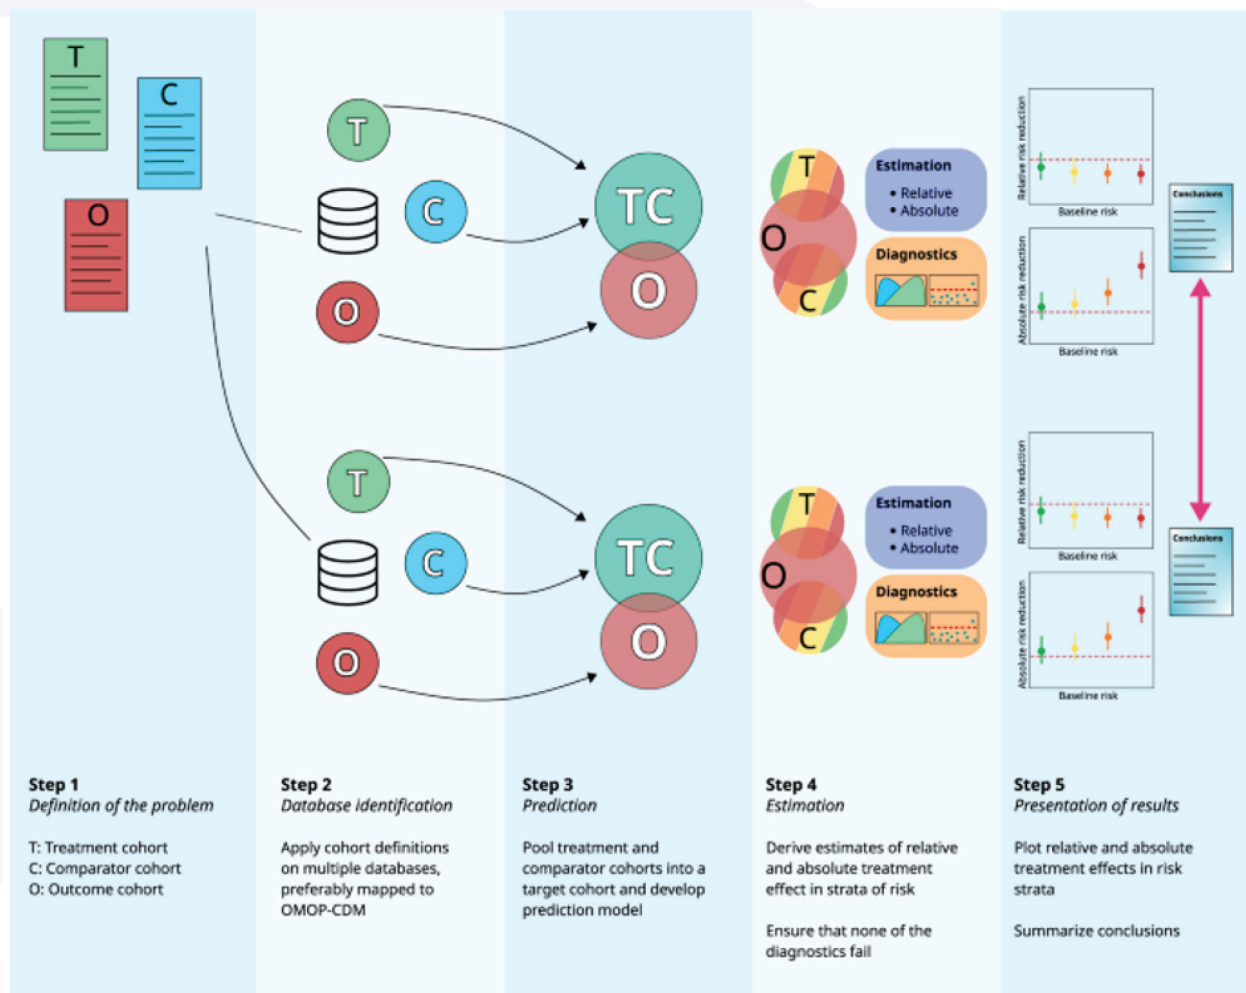 T
C
O
T
C
O
TC
O
T
O
C
Estimation
• Relative
• Absolute
Diagnostics
Relative risk reduction
Baseline risk
Absolute risk reduction
Baseline risk
Conclusions
T
C
O
TC
O
T
O
C
Estimation
• Relative
• Absolute
Diagnostics
Relative risk reduction
Baseline risk
Absolute risk reduction
Baseline risk
Conclusions
Step 1
Definition of the problem
T: Treatment cohort
C: Comparator cohort
O: Outcome cohort
Step 2
Database identification
Apply cohort definitions
on multiple databases,
preferably mapped to
OMOP-CDM
Step 3
Prediction
Pool treatment and
comparator cohorts into a
target cohort and develop
prediction model
Step 4
Estimation
Derive estimates of relative
and absolute treatment
effect in strata of risk
Ensure that none of the
diagnostics fail
Step 5
Presentation of results
Plot relative and absolute
treatment effects in risk
strata
Summarize conclusions